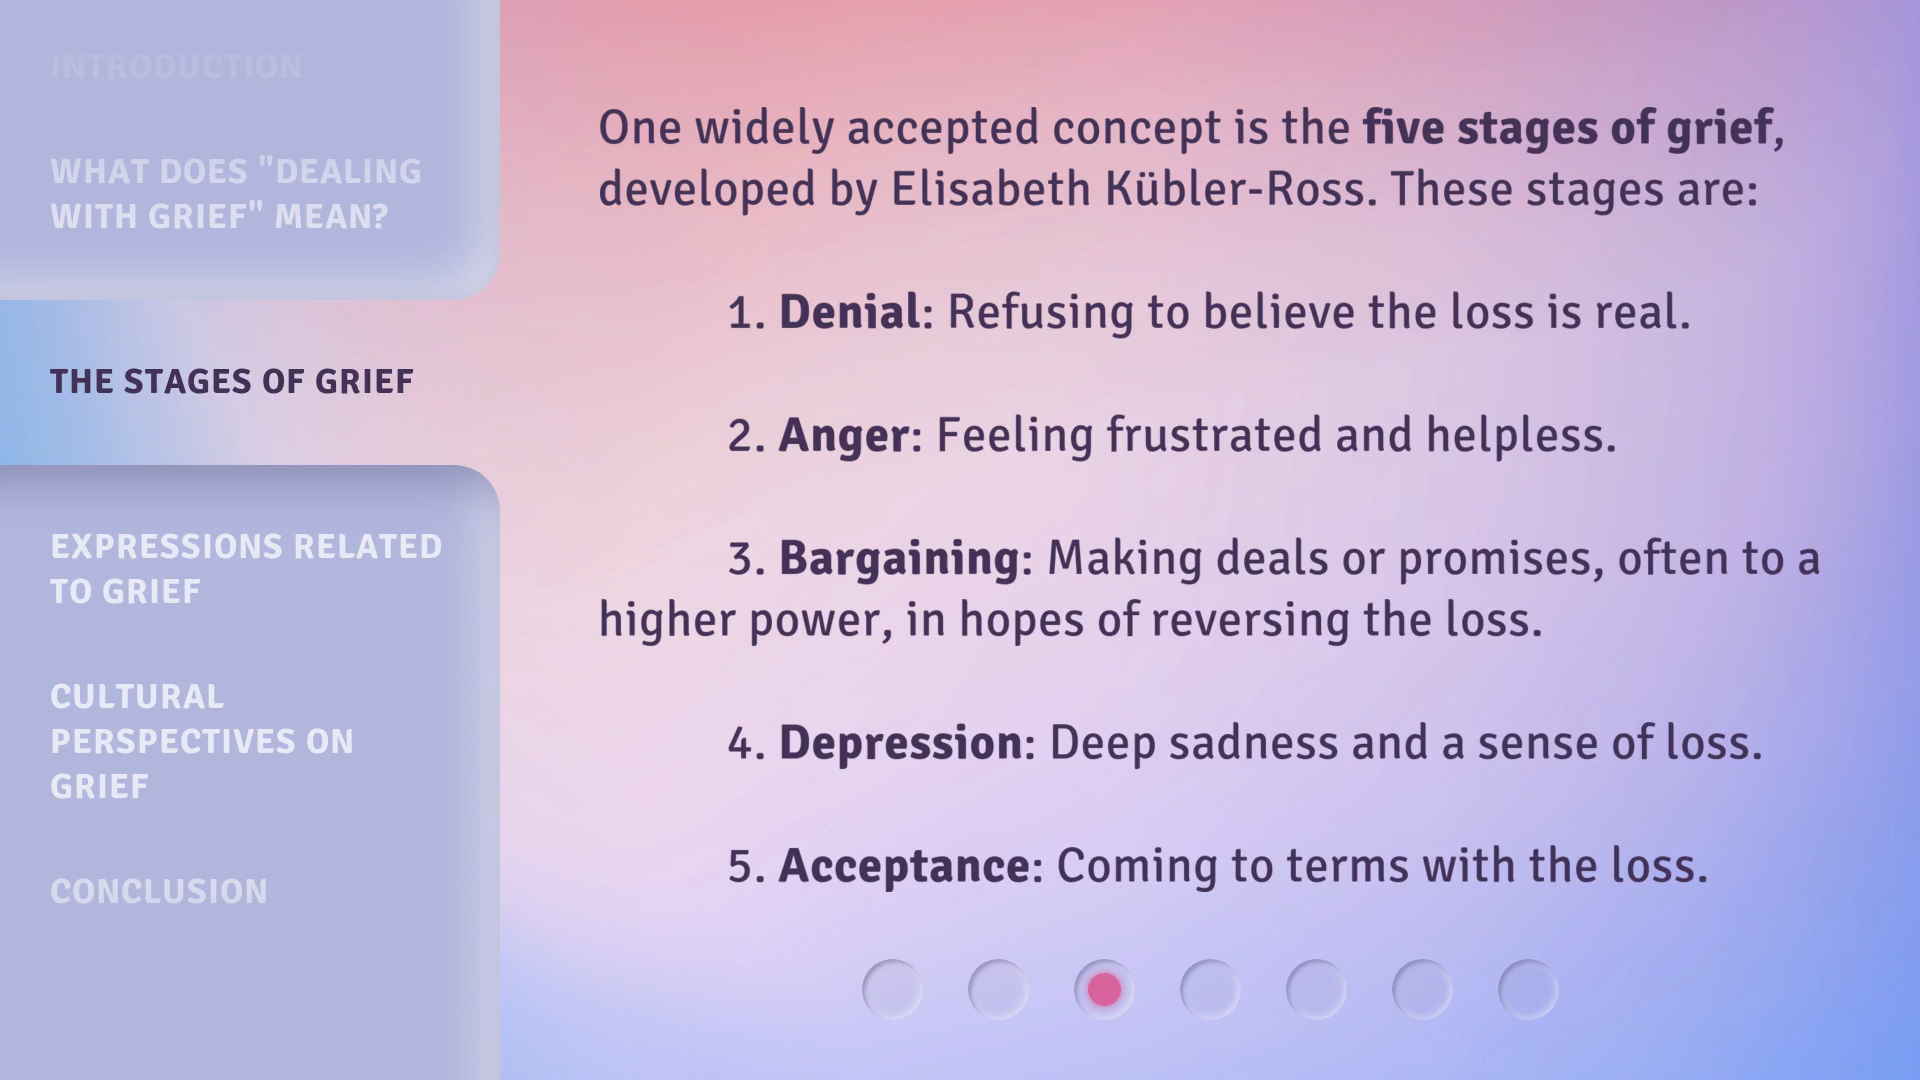 INTRODUCTION
WHAT DOES "DEALING
WITH GRIEF" MEAN?
THE STAGES OF GRIEF
EXPRESSIONS RELATED
TO GRIEF
CULTURAL
PERSPECTIVES ON
GRIEF
CONCLUSION
One widely accepted concept is the five stages of grief,
developed by Elisabeth Kübler-Ross. These stages are:
1. Denial: Refusing to believe the loss is real.
2. Anger: Feeling frustrated and helpless.
3. Bargaining: Making deals or promises, often to a
higher power, in hopes of reversing the loss.
4. Depression: Deep sadness and a sense of loss.
5. Acceptance: Coming to terms with the loss.